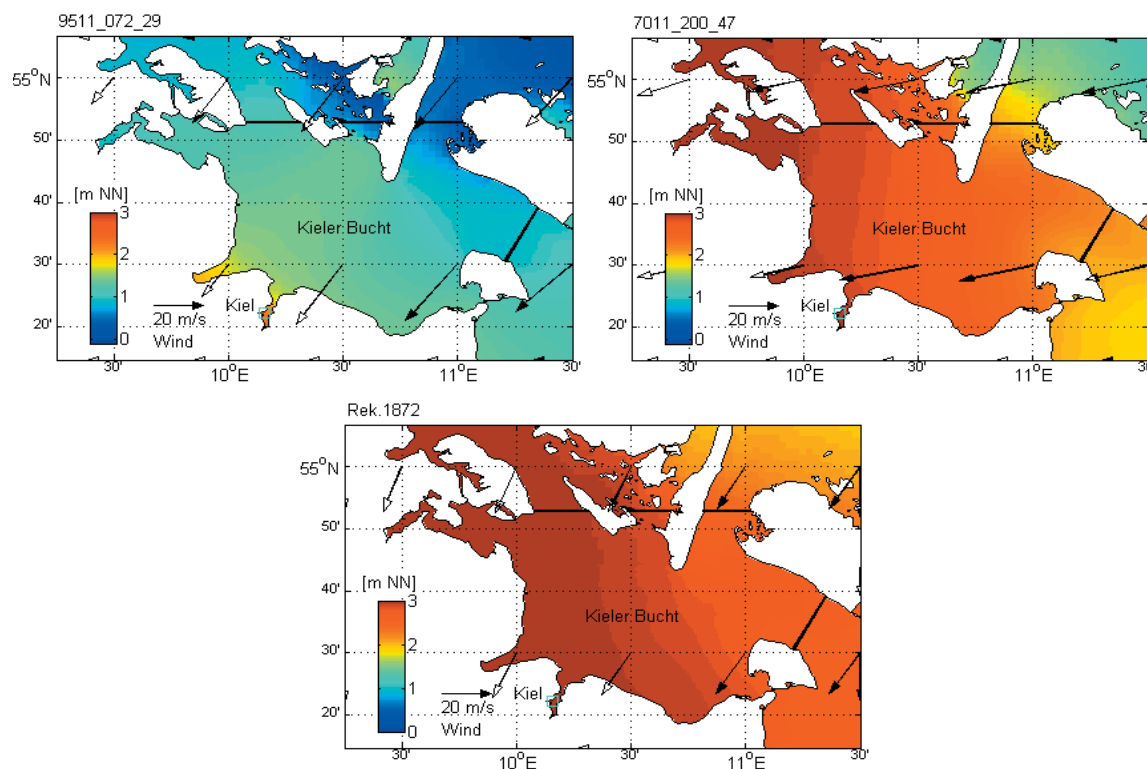 9511_072_29
55°N
50'
40'
30'
20'
[m NN]
3
2
1
0
Kieler Bucht
Kiel
20 m/s
Wind
30'
10°E
30'
11°E
30'
7011_200_47
55°N
50'
40'
30'
20'
[m NN]
3
2
1
0
Kieler Bucht
Kiel
20 m/s
Wind
30'
10°E
30'
11°E
30'
Rek.1872
55°N
50'
40'
30'
20'
[m NN]
3
2
1
0
Kieler Bucht
Kiel
20 m/s
Wind
30'
10°E
30'
11°E
30'